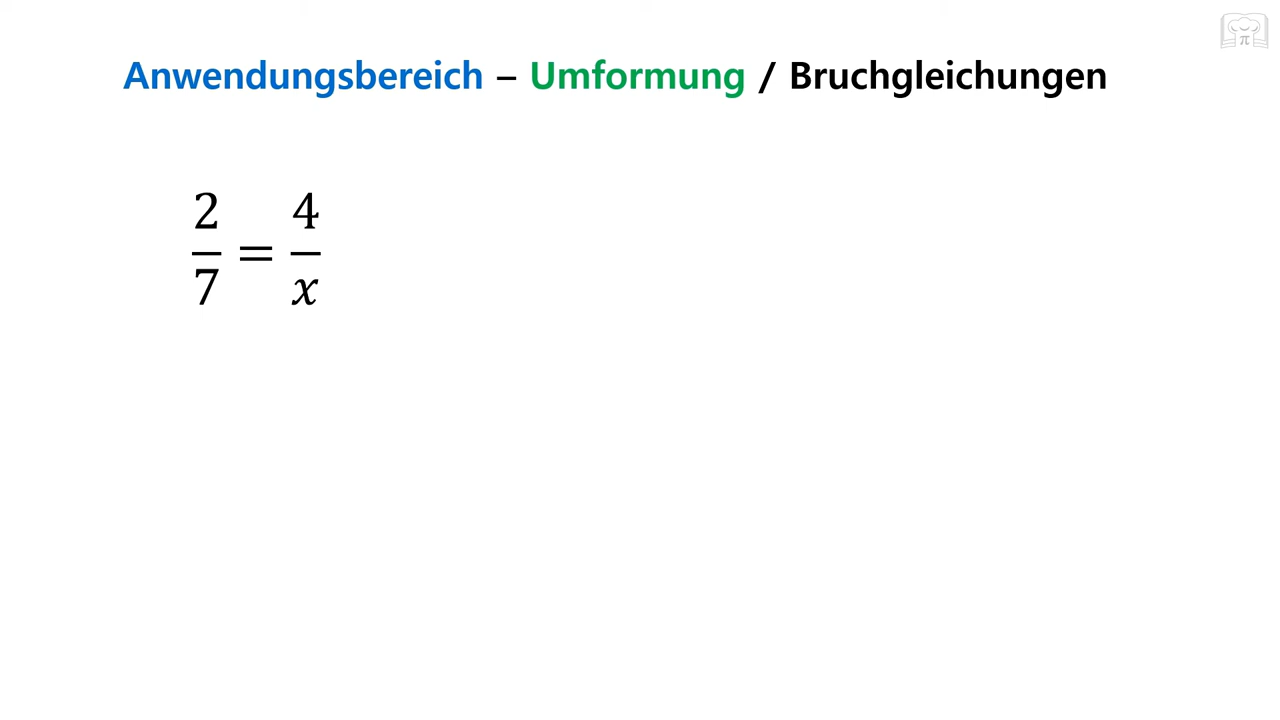 Anwendungsbereich – Umformung / Bruchgleichungen
2/7 = 4/x
π